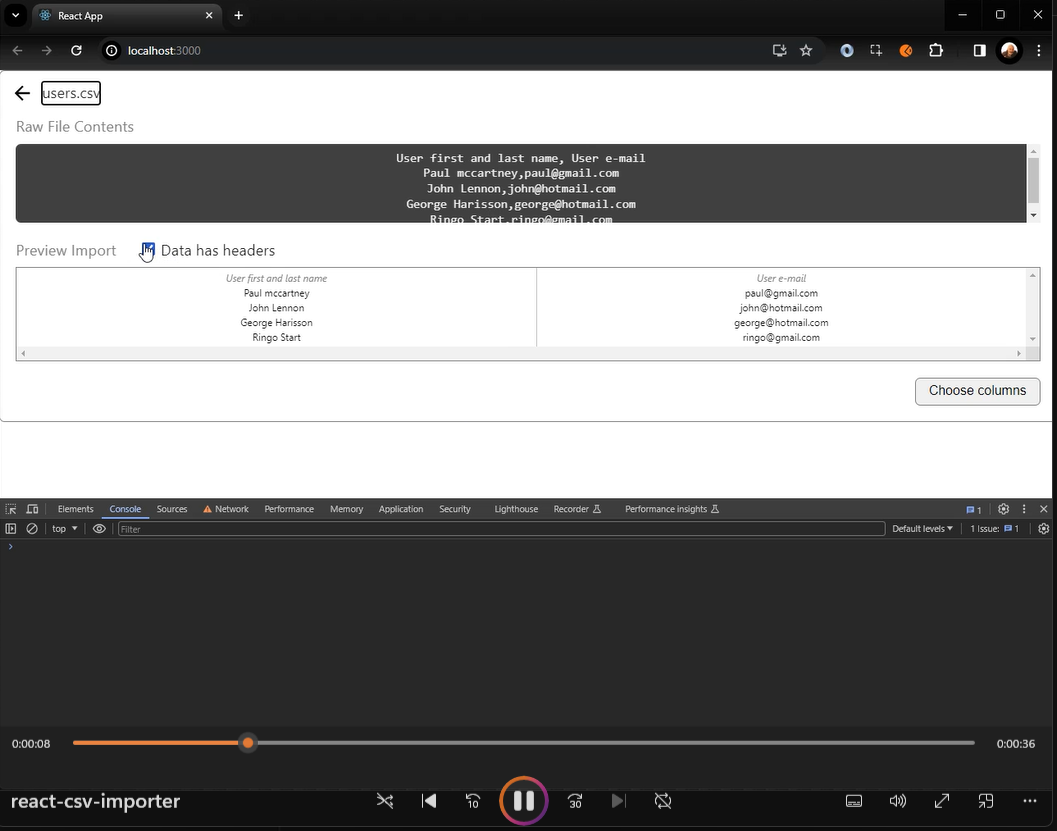 React App
localhost:3000
users.csv
Raw File Contents
User first and last name, User e-mail
Paul mccartney,paul@gmail.com
John Lennon,john@hotmail.com
George Harisson,george@hotmail.com
Ringo Start,ringo@gmail.com
Preview Import Data has headers
User first and last name User e-mail
Paul mccartney paul@gmail.com
John Lennon john@hotmail.com
George Harisson george@hotmail.com
Ringo Start ringo@gmail.com
Choose columns
Elements Console Sources Network Performance Memory Application Security Lighthouse Recorder Performance insights 1
top Filter Default levels 1 Issue: 1
0:00:08 0:00:36
react-csv-importer 10 30